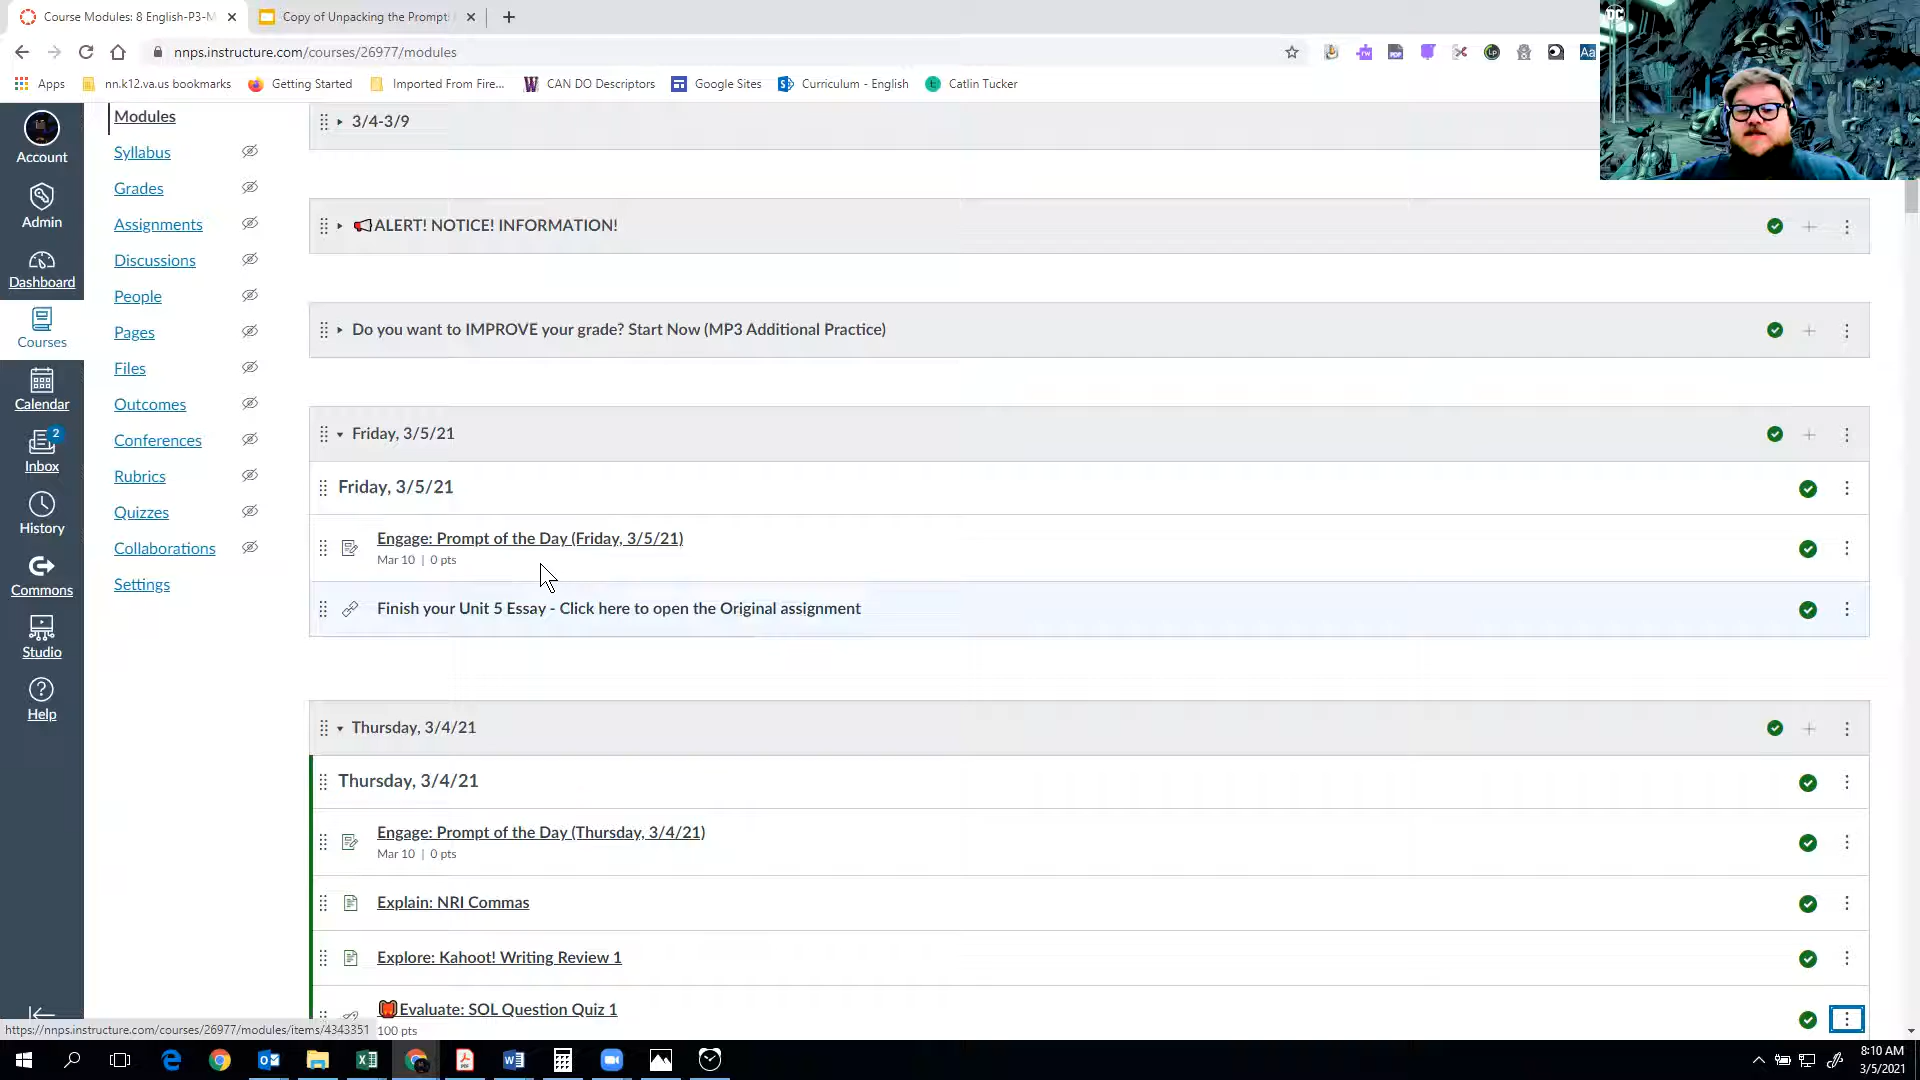 Course Modules: 8 English-P3-M
Copy of Unpacking the Prompt!
nnps.instructure.com/courses/26977/modules
Apps
nn.k12.va.us bookmarks
Getting Started
Imported From Fire...
CAN DO Descriptors
Google Sites
Curriculum - English
Catlin Tucker
DC
Account
Admin
Dashboard
Courses
Calendar
2
Inbox
History
Commons
Studio
Help
Modules
Syllabus
Grades
Assignments
Discussions
People
Pages
Files
Outcomes
Conferences
Rubrics
Quizzes
Collaborations
Settings
3/4-3/9
ALERT! NOTICE! INFORMATION!
Do you want to IMPROVE your grade? Start Now (MP3 Additional Practice)
Friday, 3/5/21
Friday, 3/5/21
Engage: Prompt of the Day (Friday, 3/5/21)
Mar 10 | 0 pts
Finish your Unit 5 Essay - Click here to open the Original assignment
Thursday, 3/4/21
Thursday, 3/4/21
Engage: Prompt of the Day (Thursday, 3/4/21)
Mar 10 | 0 pts
Explain: NRI Commas
Explore: Kahoot! Writing Review 1
Evaluate: SOL Question Quiz 1
100 pts
https://nnps.instructure.com/courses/26977/modules/items/4343351
8:10 AM
3/5/2021